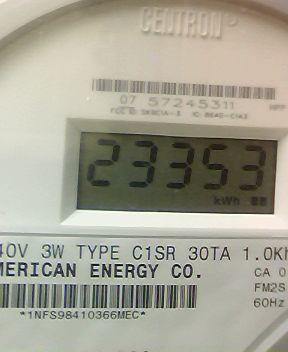 CENTRON®
07 57245311
23353
kWh
40V 3W TYPE C1SR 30TA 1.0Kh
MERICAN ENERGY CO.
CA 0
FM2S
60Hz
*1NFS98410366MEC*